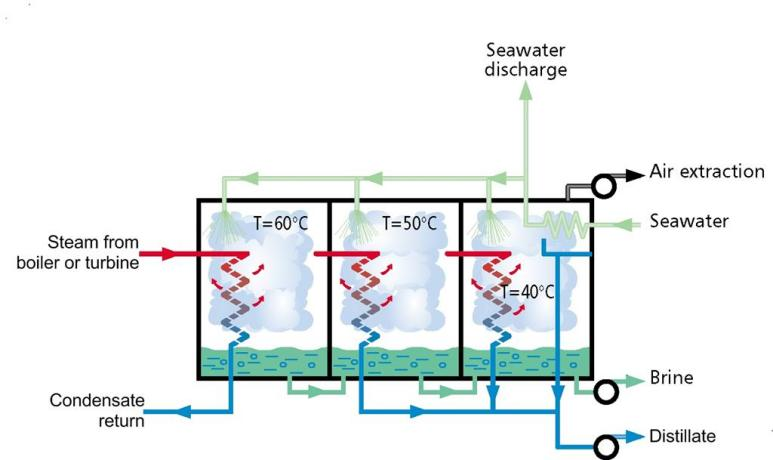 Seawater
discharge
Air extraction
T=60°C
T=50°C
Seawater
Steam from
boiler or turbine
T=40°C
Brine
Condensate
return
Distillate